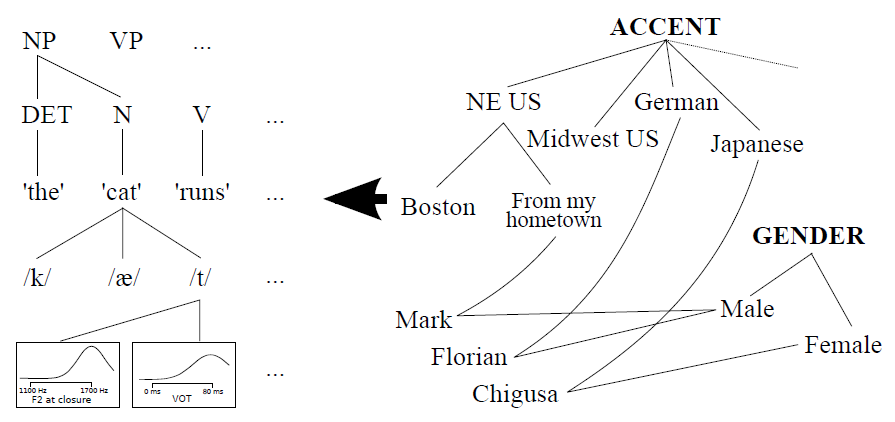 NP VP ...
DET N V ...
'the' 'cat' 'runs' ...
/k/ /æ/ /t/ ...
1100 Hz 1700 Hz
F2 at closure
0 ms 80 ms
VOT
...
ACCENT
NE US
German
Midwest US
Japanese
Boston
From my
hometown
GENDER
Mark
Male
Florian
Female
Chigusa